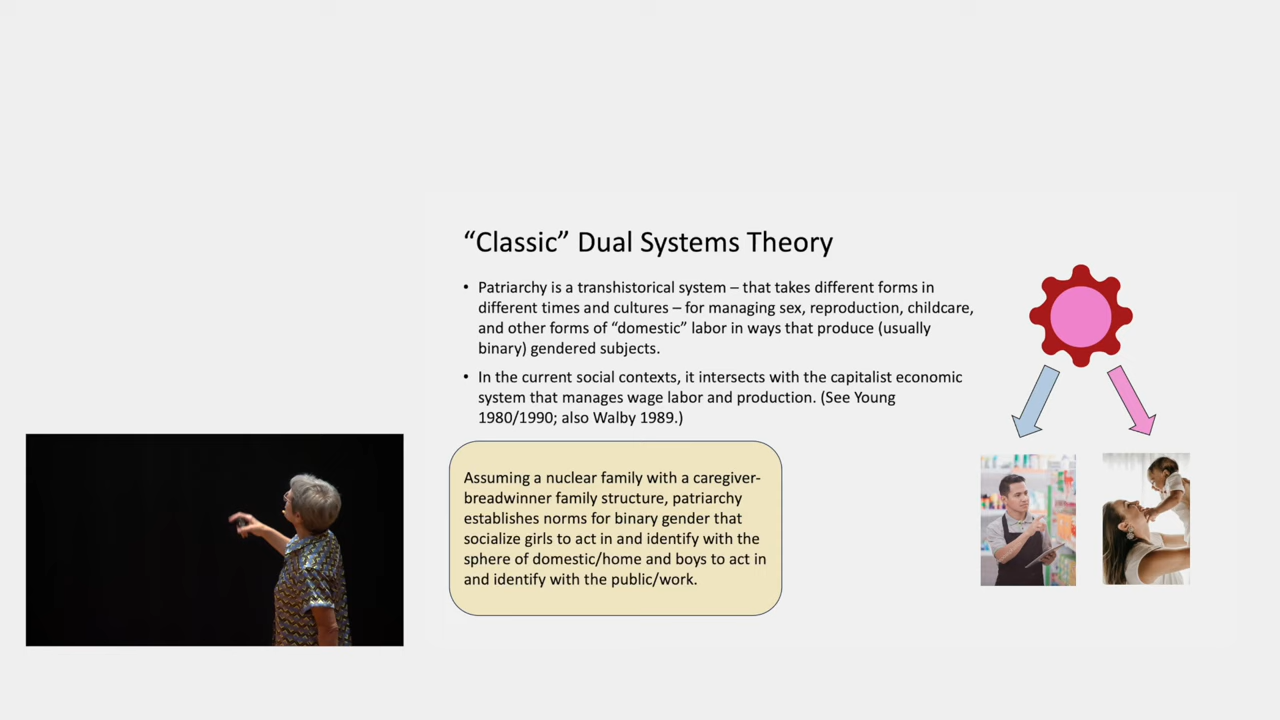 “Classic” Dual Systems Theory
• Patriarchy is a transhistorical system – that takes different forms in
different times and cultures – for managing sex, reproduction, childcare,
and other forms of “domestic” labor in ways that produce (usually
binary) gendered subjects.
• In the current social contexts, it intersects with the capitalist economic
system that manages wage labor and production. (See Young
1980/1990; also Walby 1989.)
Assuming a nuclear family with a caregiver-
breadwinner family structure, patriarchy
establishes norms for binary gender that
socialize girls to act in and identify with the
sphere of domestic/home and boys to act in
and identify with the public/work.